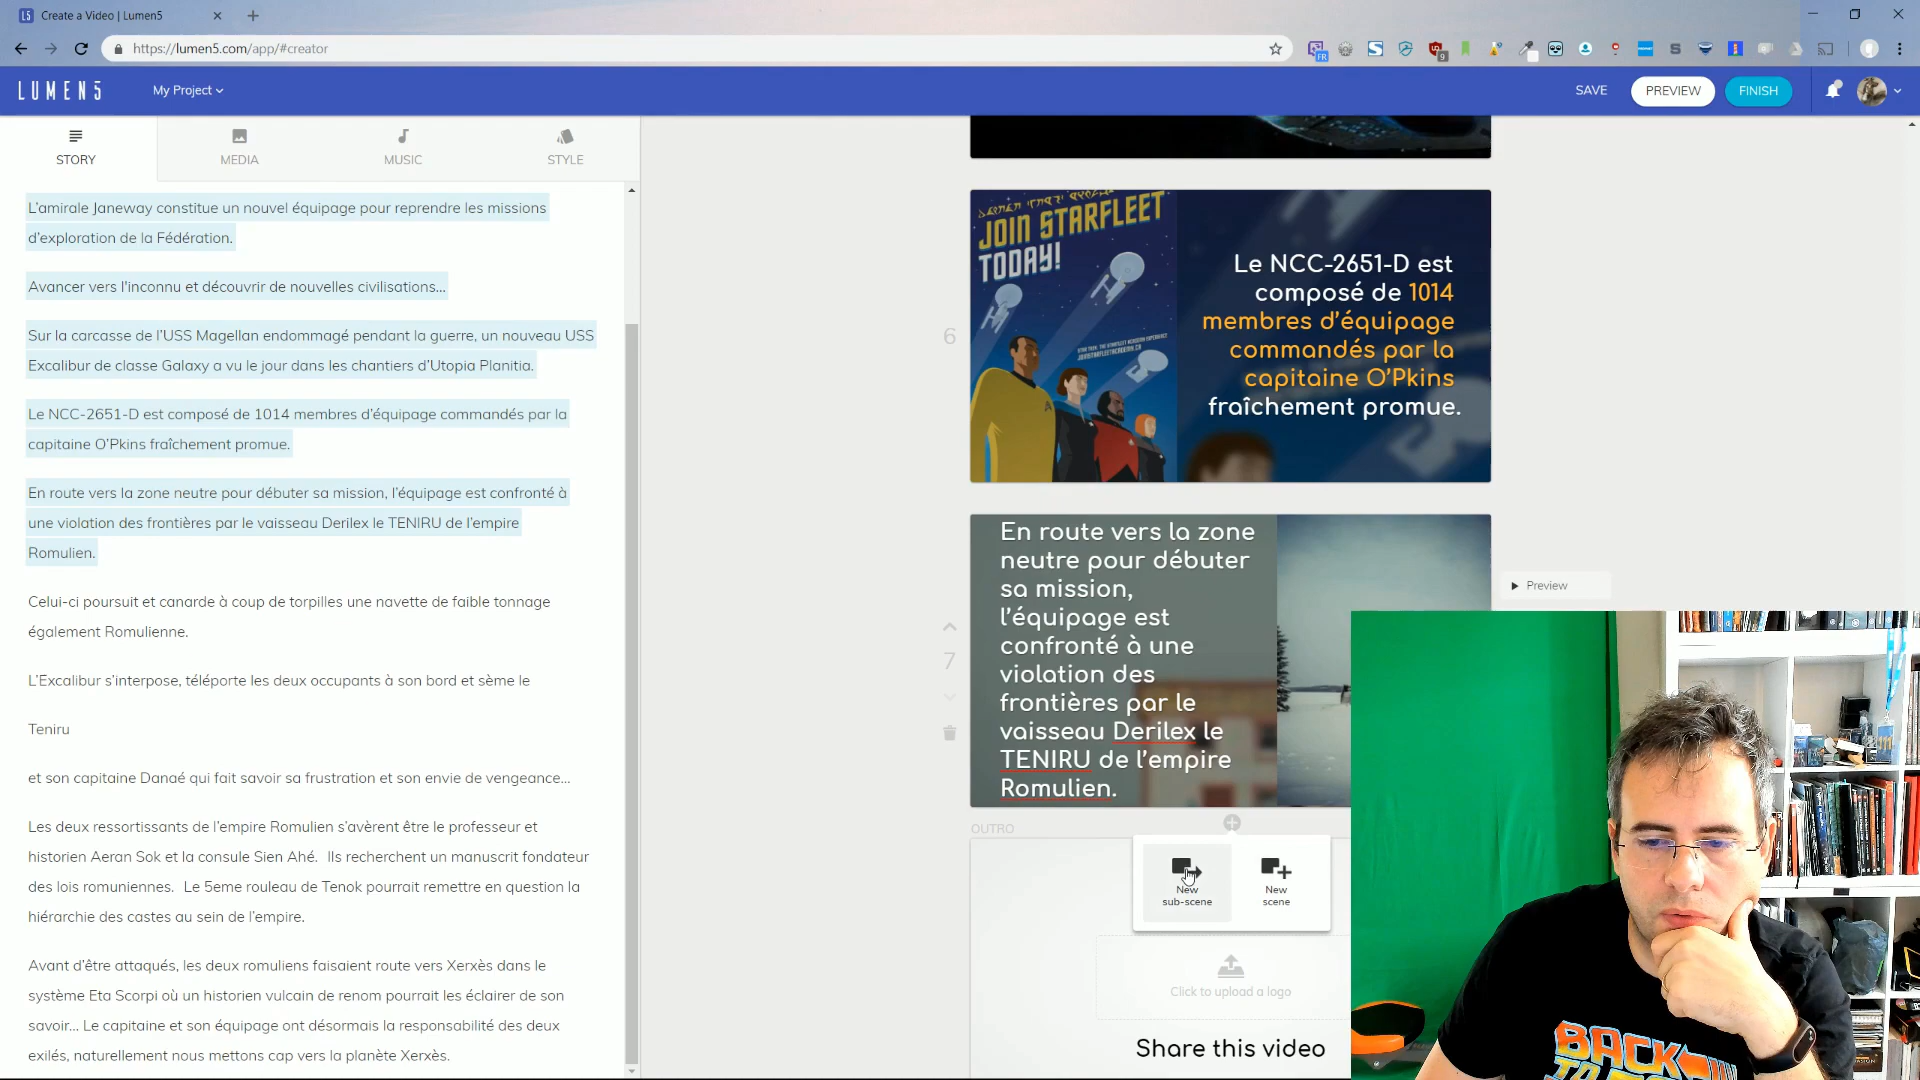 Create a Video | Lumen5
https://lumen5.com/app/#creator
FR
9
LUMEN5
My Project
SAVE
PREVIEW
FINISH
STORY
MEDIA
MUSIC
STYLE
L’amirale Janeway constitue un nouvel équipage pour reprendre les missions
d’exploration de la Fédération.
Avancer vers l'inconnu et découvrir de nouvelles civilisations...
Sur la carcasse de l’USS Magellan endommagé pendant la guerre, un nouveau USS
Excalibur de classe Galaxy a vu le jour dans les chantiers d’Utopia Planitia.
Le NCC-2651-D est composé de 1014 membres d’équipage commandés par la
capitaine O’Pkins fraîchement promue.
En route vers la zone neutre pour débuter sa mission, l’équipage est confronté à
une violation des frontières par le vaisseau Derilex le TENIRU de l’empire
Romulien.
Celui-ci poursuit et canarde à coup de torpilles une navette de faible tonnage
également Romulienne.
L’Excalibur s’interpose, téléporte les deux occupants à son bord et sème le
Teniru
et son capitaine Danaé qui fait savoir sa frustration et son envie de vengeance…
Les deux ressortissants de l’empire Romulien s’avèrent être le professeur et
historien Aeran Sok et la consule Sien Ahé.  Ils recherchent un manuscrit fondateur
des lois romuniennes.  Le 5eme rouleau de Tenok pourrait remettre en question la
hiérarchie des castes au sein de l’empire.
Avant d’être attaqués, les deux romuliens faisaient route vers Xerxès dans le
système Eta Scorpi où un historien vulcain de renom pourrait les éclairer de son
savoir… Le capitaine et son équipage ont désormais la responsabilité des deux
exilés, naturellement nous mettons cap vers la planète Xerxès.
6
JOIN STARFLEET
TODAY!
Le NCC-2651-D est
composé de 1014
membres d’équipage
commandés par la
capitaine O’Pkins
fraîchement promue.
7
En route vers la zone
neutre pour débuter
sa mission,
l’équipage est
confronté à une
violation des
frontières par le
vaisseau Derilex le
TENIRU de l’empire
Romulien.
Preview
OUTRO
New
sub-scene
New
scene
Click to upload a logo
Share this video
BACK